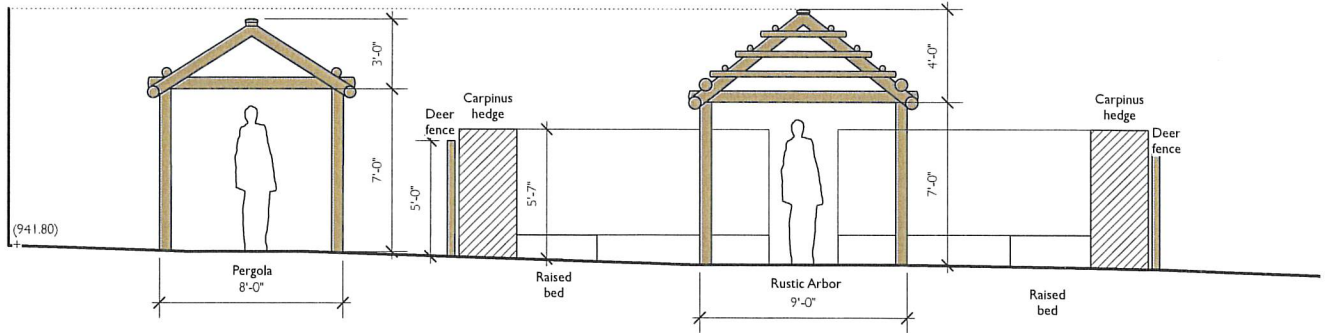 (941.80)
3'-0"
7'-0"
Pergola
8'-0"
Deer
fence
5'-0"
Carpinus
hedge
5'-7"
Raised
bed
4'-0"
7'-0"
Rustic Arbor
9'-0"
Raised
bed
Carpinus
hedge
Deer
fence